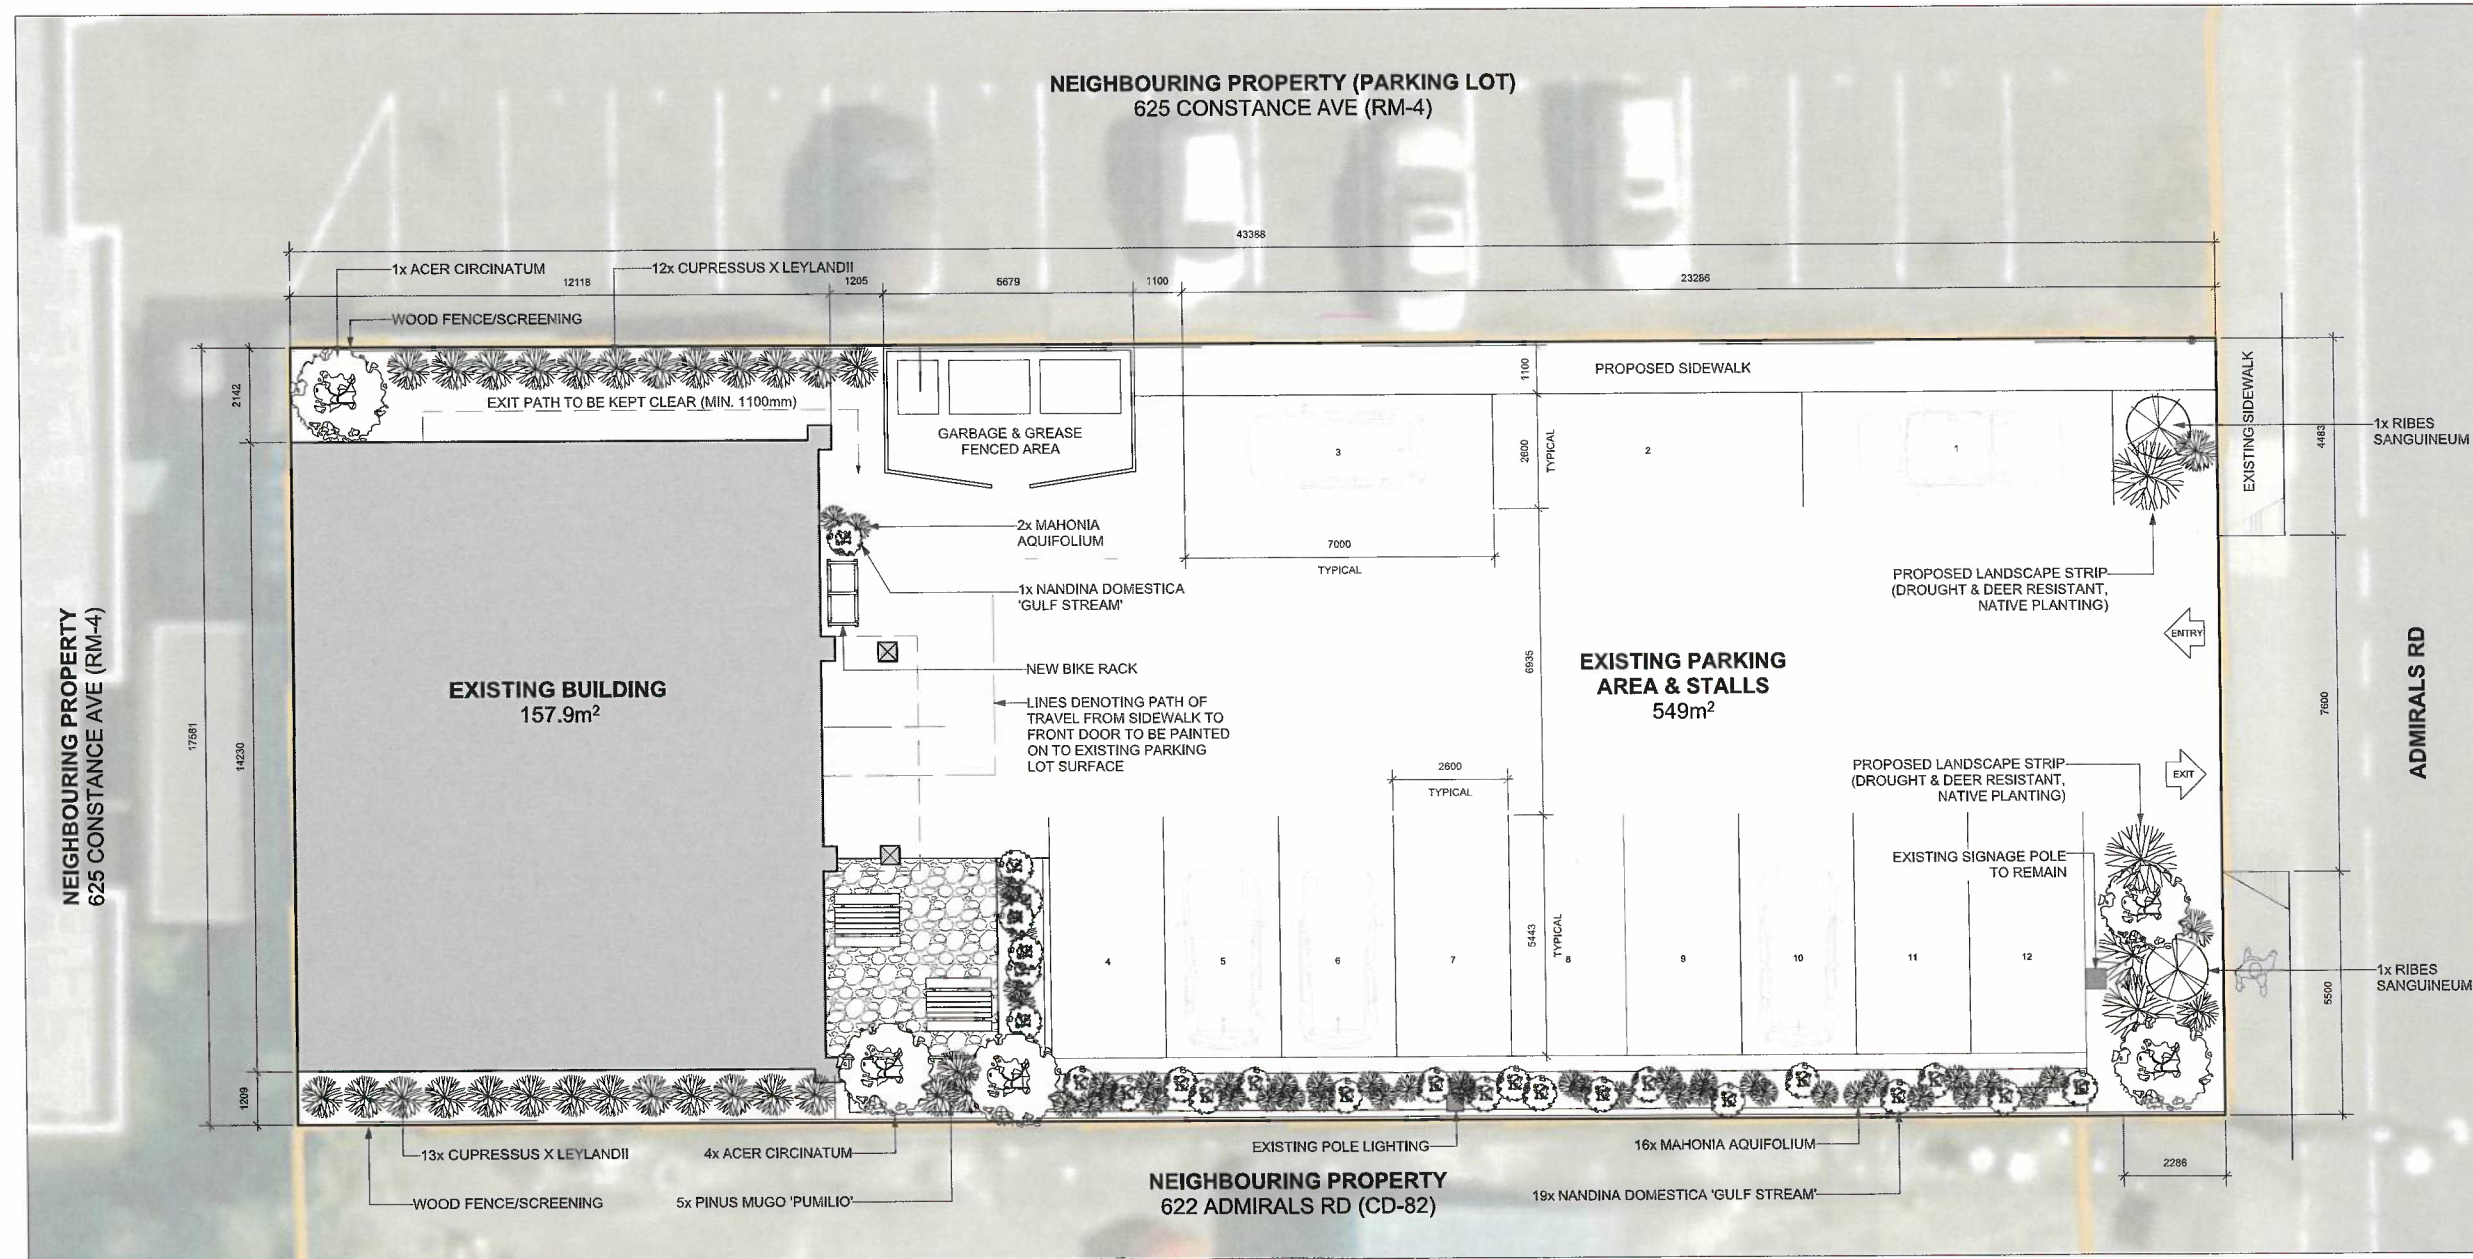 NEIGHBOURING PROPERTY (PARKING LOT)
625 CONSTANCE AVE (RM-4)
43388
1x ACER CIRCINATUM
12x CUPRESSUS X LEYLANDII
12118
1205
5679
1100
23286
WOOD FENCE/SCREENING
2142
EXIT PATH TO BE KEPT CLEAR (MIN. 1100mm)
GARBAGE & GREASE
FENCED AREA
1100
PROPOSED SIDEWALK
EXISTING SIDEWALK
3
2600
TYPICAL
2
1
4483
1x RIBES
SANGUINEUM
2x MAHONIA
AQUIFOLIUM
7000
TYPICAL
1x NANDINA DOMESTICA
'GULF STREAM'
PROPOSED LANDSCAPE STRIP
(DROUGHT & DEER RESISTANT,
NATIVE PLANTING)
ENTRY
NEIGHBOURING PROPERTY
625 CONSTANCE AVE (RM-4)
17581
14230
EXISTING BUILDING
157.9m²
NEW BIKE RACK
LINES DENOTING PATH OF
TRAVEL FROM SIDEWALK TO
FRONT DOOR TO BE PAINTED
ON TO EXISTING PARKING
LOT SURFACE
6935
EXISTING PARKING
AREA & STALLS
549m²
7600
ADMIRALS RD
2600
TYPICAL
PROPOSED LANDSCAPE STRIP
(DROUGHT & DEER RESISTANT,
NATIVE PLANTING)
EXIT
EXISTING SIGNAGE POLE
TO REMAIN
4
5
6
7
5443
TYPICAL
8
9
10
11
12
1x RIBES
SANGUINEUM
5500
1209
13x CUPRESSUS X LEYLANDII
4x ACER CIRCINATUM
EXISTING POLE LIGHTING
16x MAHONIA AQUIFOLIUM
2286
WOOD FENCE/SCREENING
5x PINUS MUGO 'PUMILIO'
NEIGHBOURING PROPERTY
622 ADMIRALS RD (CD-82)
19x NANDINA DOMESTICA 'GULF STREAM'